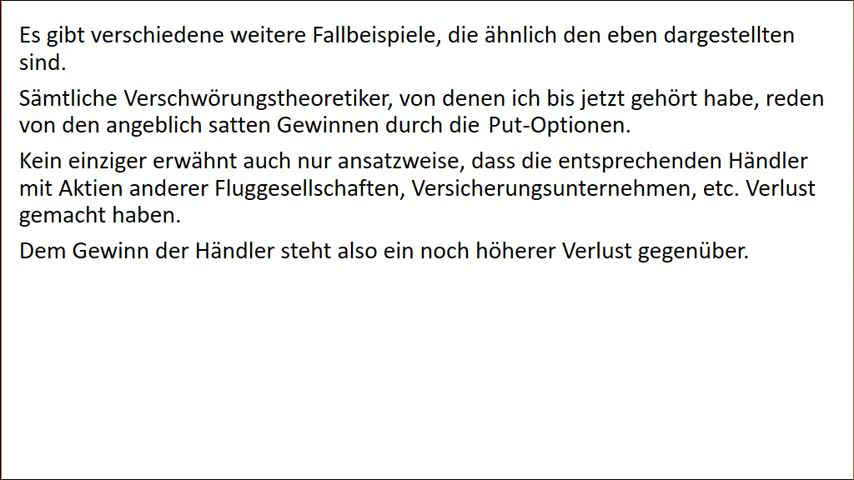 Es gibt verschiedene weitere Fallbeispiele, die ähnlich den eben dargestellten
sind.
Sämtliche Verschwörungstheoretiker, von denen ich bis jetzt gehört habe, reden
von den angeblich satten Gewinnen durch die Put-Optionen.
Kein einziger erwähnt auch nur ansatzweise, dass die entsprechenden Händler
mit Aktien anderer Fluggesellschaften, Versicherungsunternehmen, etc. Verlust
gemacht haben.
Dem Gewinn der Händler steht also ein noch höherer Verlust gegenüber.